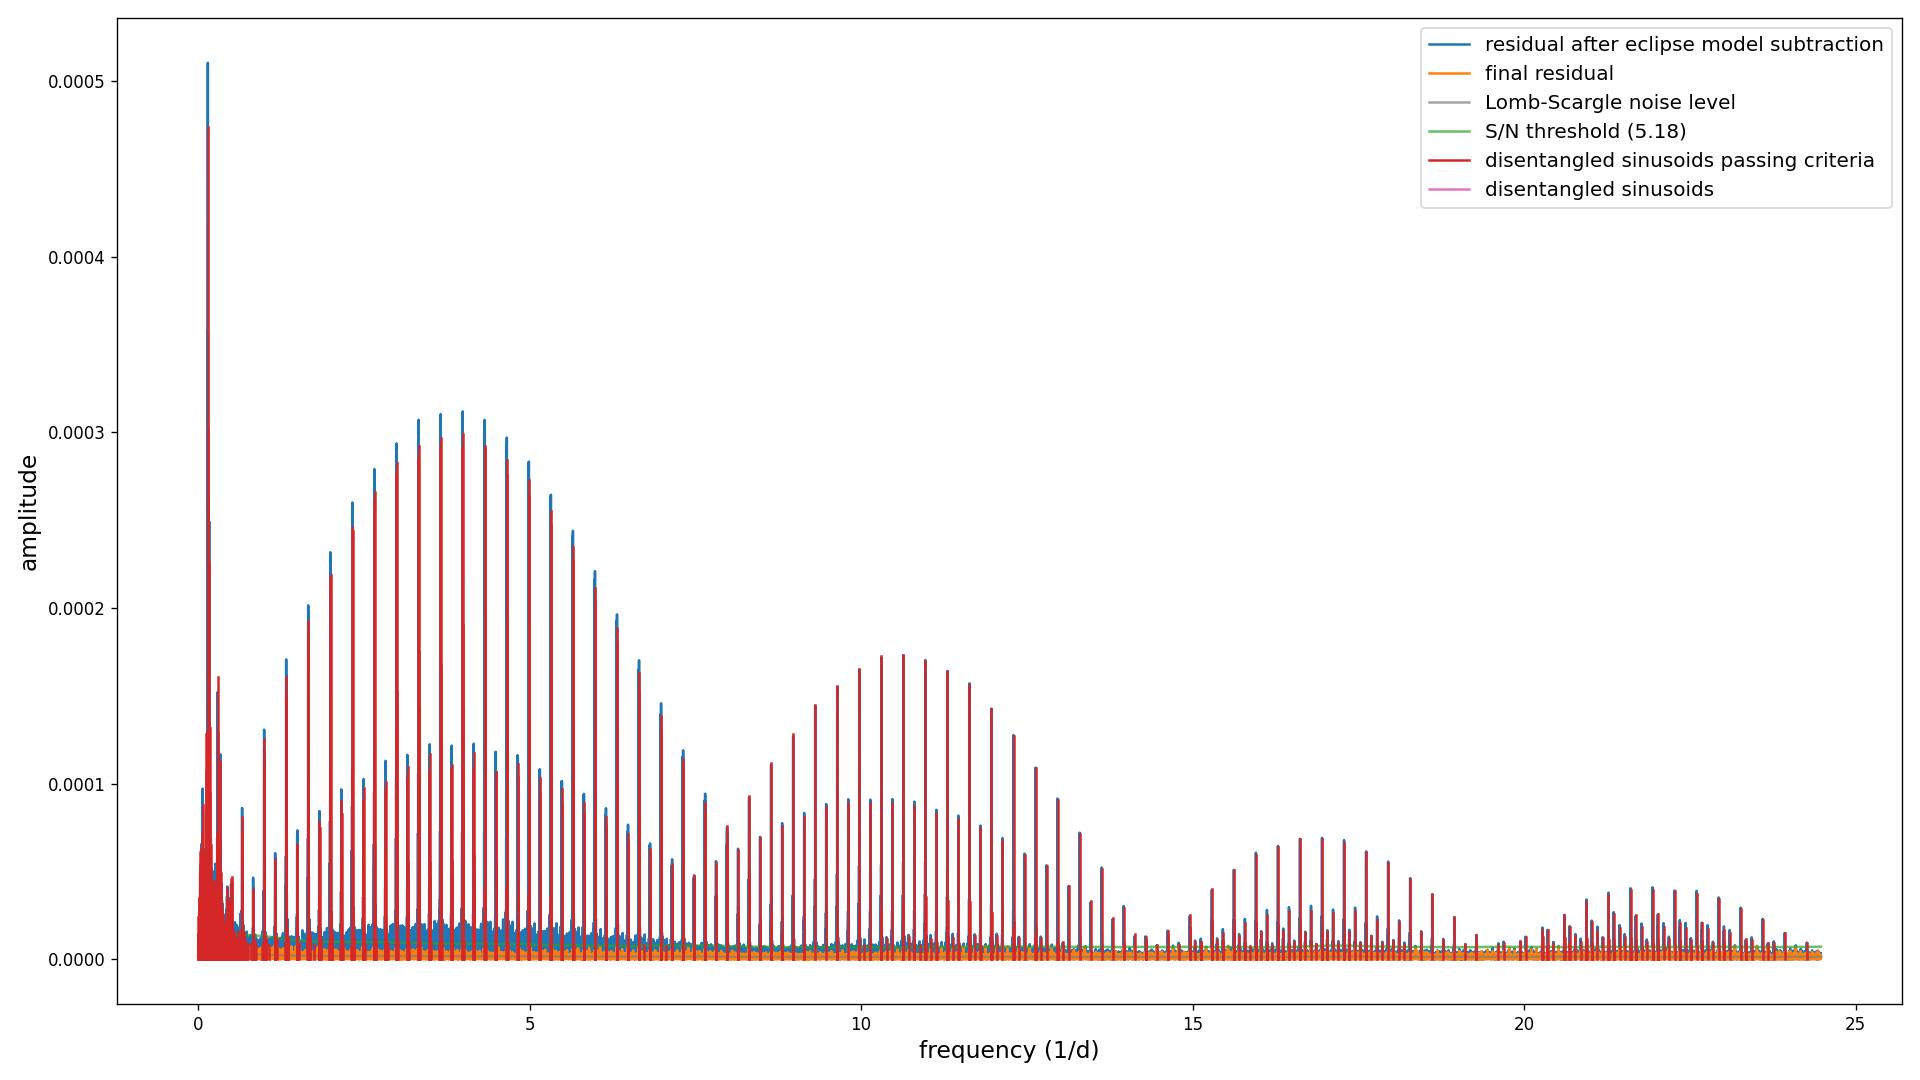 residual after eclipse model subtraction
final residual
Lomb-Scargle noise level
S/N threshold (5.18)
disentangled sinusoids passing criteria
disentangled sinusoids
0.0005
0.0004
0.0003
0.0002
0.0001
0.0000
amplitude
0 5 10 15 20 25
frequency (1/d)